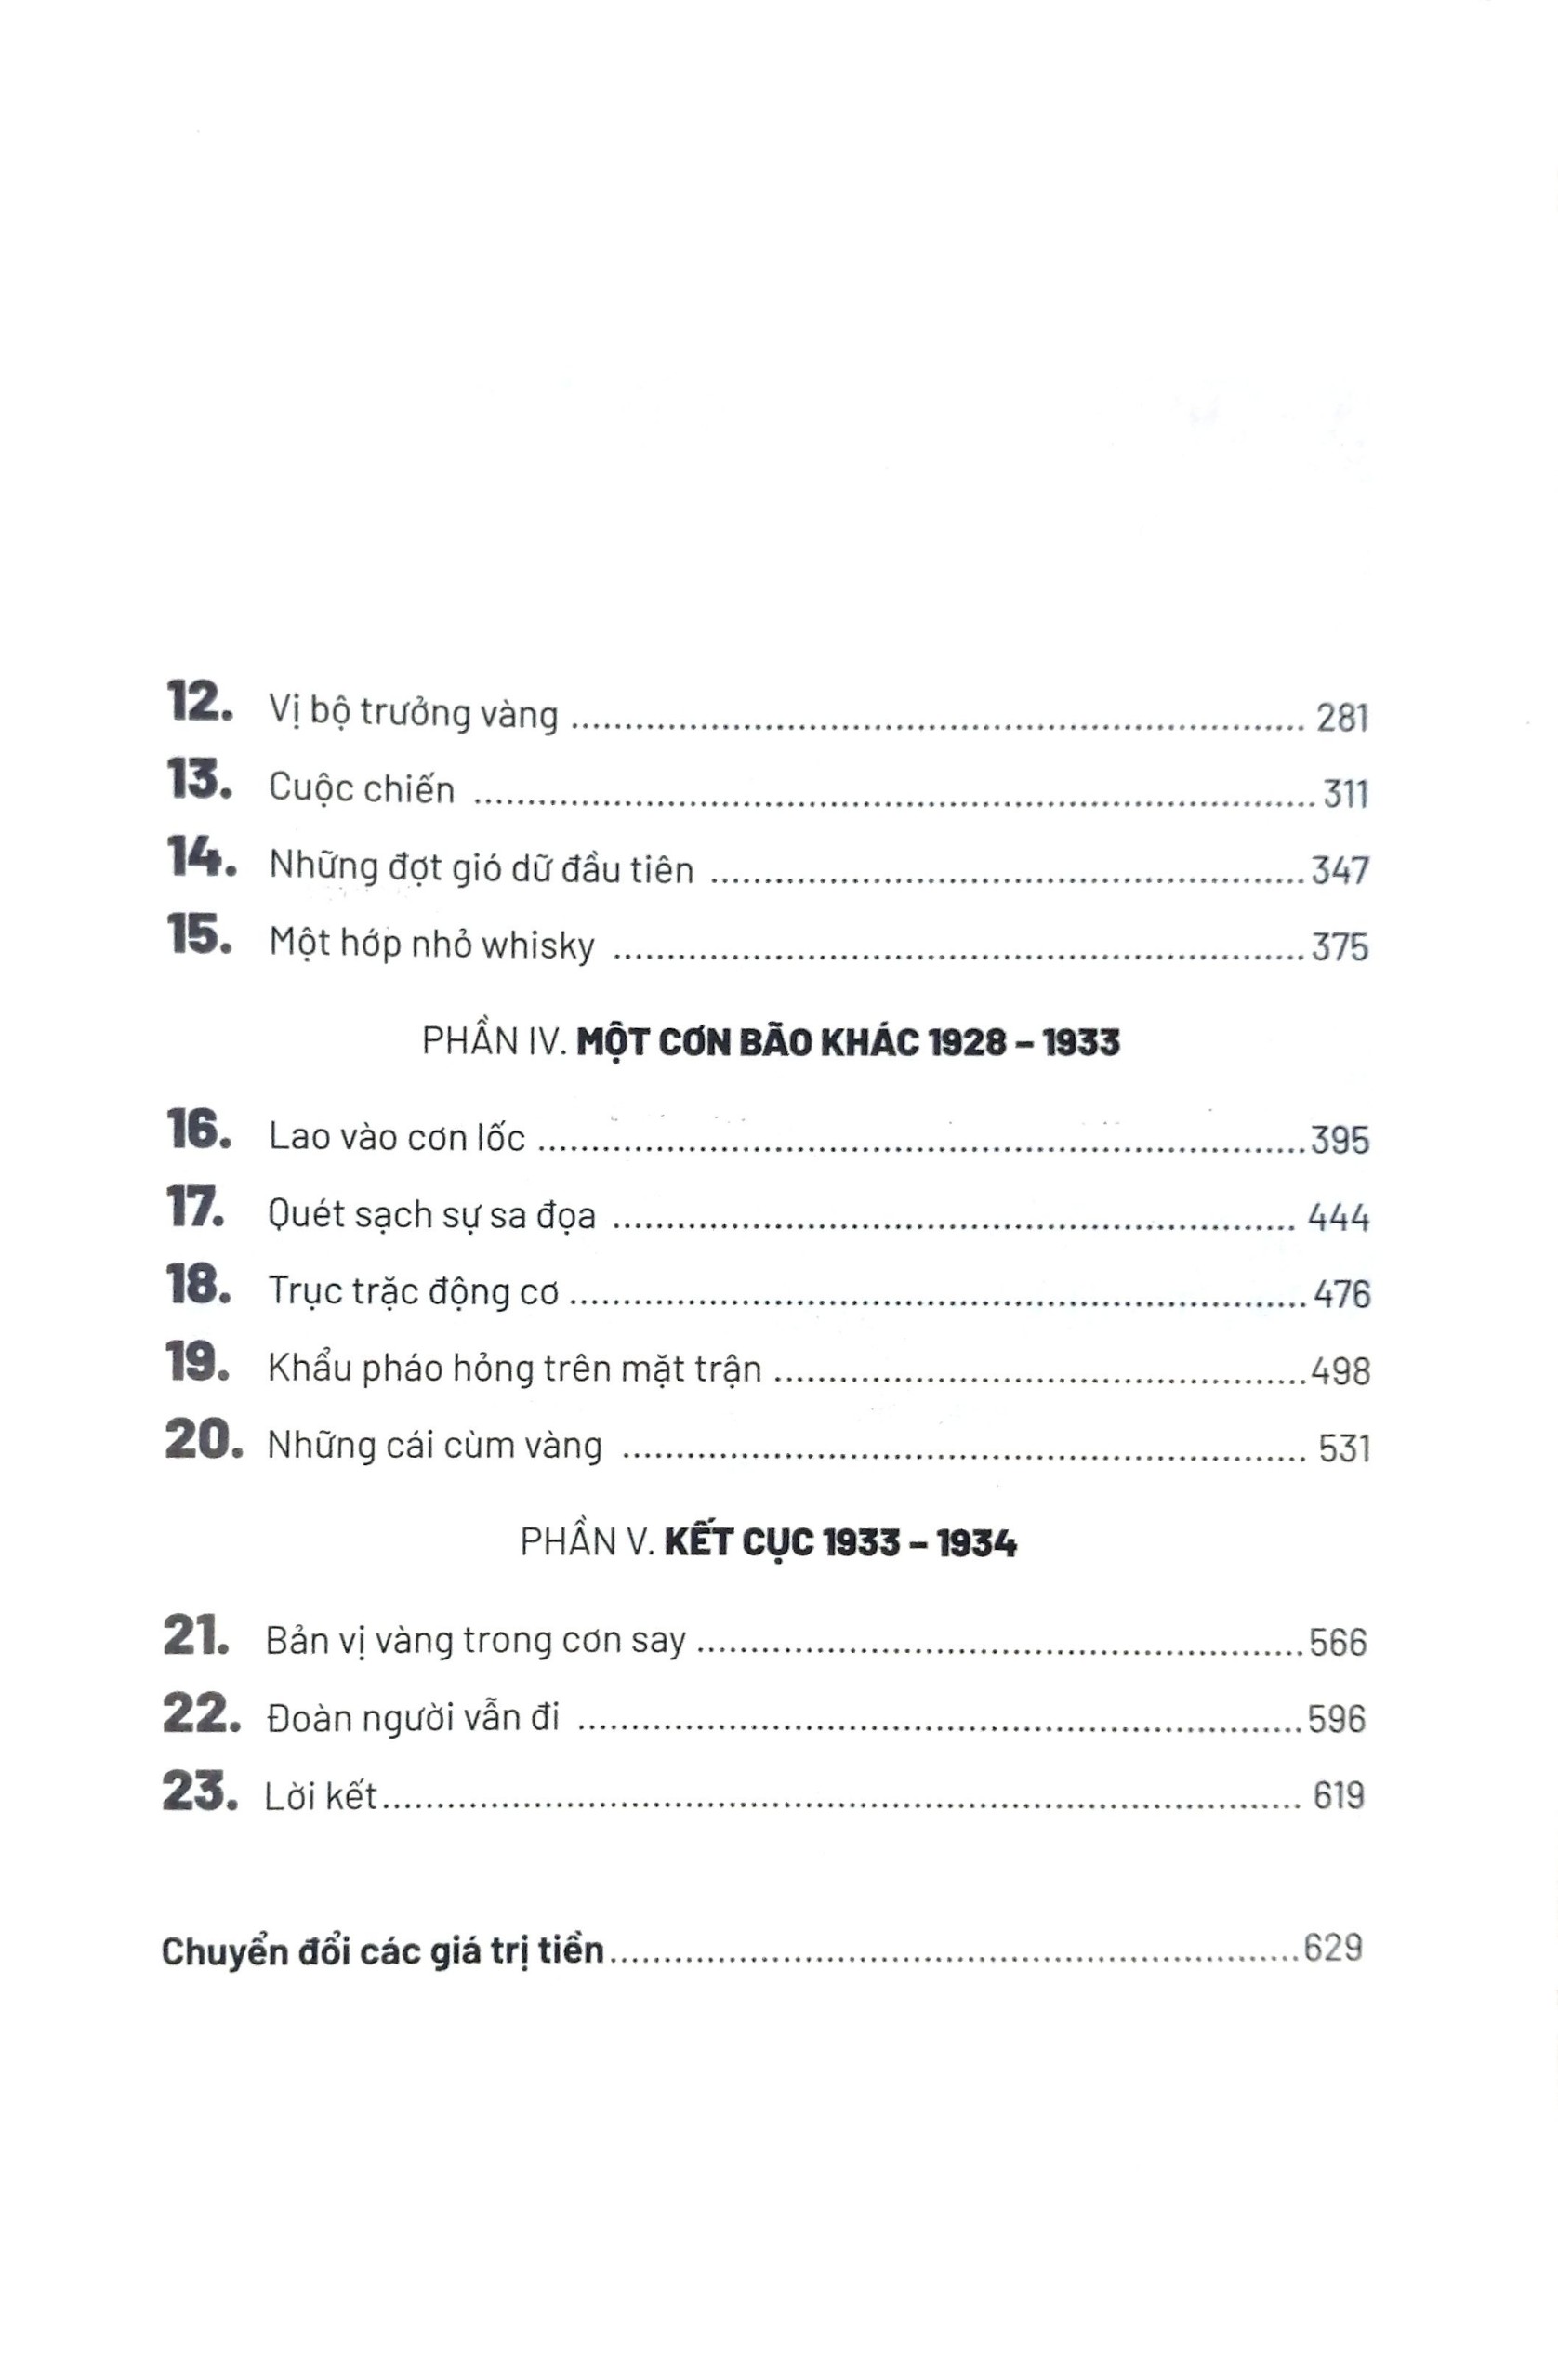 12. Vị bộ trưởng vàng ........ 281
13. Cuộc chiến ........ 311
14. Những đợt gió dữ đầu tiên ........ 347
15. Một hớp nhỏ whisky ........ 375
PHẦN IV. MỘT CƠN BÃO KHÁC 1928 – 1933
16. Lao vào cơn lốc ........ 395
17. Quét sạch sự sa đọa ........ 444
18. Trục trặc động cơ ........ 476
19. Khẩu pháo hỏng trên mặt trận ........ 498
20. Những cái cùm vàng ........ 531
PHẦN V. KẾT CỤC 1933 – 1934
21. Bản vị vàng trong cơn say ........ 566
22. Đoàn người vẫn đi ........ 596
23. Lời kết ........ 619
Chuyển đổi các giá trị tiền ........ 629